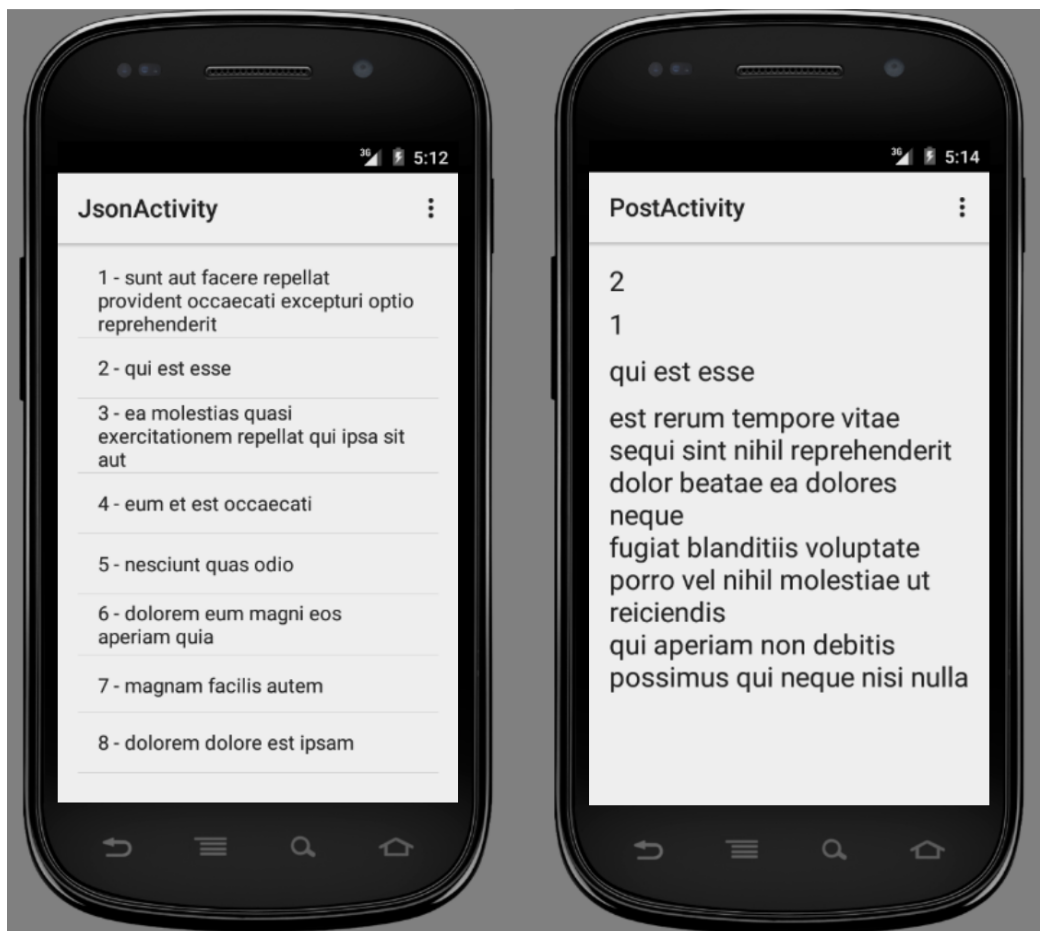 3G 5:12
JsonActivity
1 - sunt aut facere repellat
provident occaecati excepturi optio
reprehenderit
2 - qui est esse
3 - ea molestias quasi
exercitationem repellat qui ipsa sit
aut
4 - eum et est occaecati
5 - nesciunt quas odio
6 - dolorem eum magni eos
aperiam quia
7 - magnam facilis autem
8 - dolorem dolore est ipsam
3G 5:14
PostActivity
2
1
qui est esse
est rerum tempore vitae
sequi sint nihil reprehenderit
dolor beatae ea dolores
neque
fugiat blanditiis voluptate
porro vel nihil molestiae ut
reiciendis
qui aperiam non debitis
possimus qui neque nisi nulla